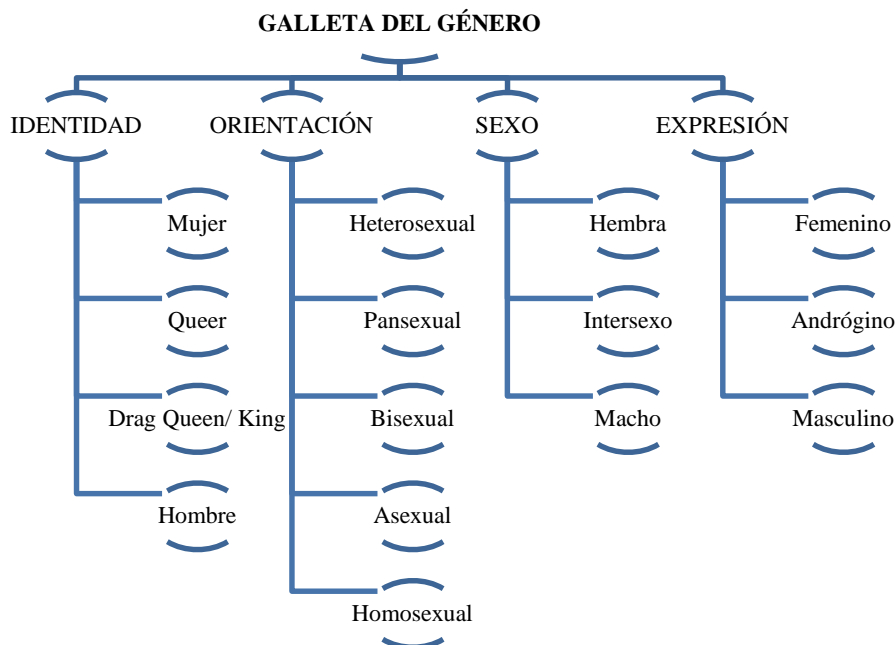 GALLETA DEL GÉNERO
IDENTIDAD
Mujer
Queer
Drag Queen/ King
Hombre
ORIENTACIÓN
Heterosexual
Pansexual
Bisexual
Asexual
Homosexual
SEXO
Hembra
Intersexo
Macho
EXPRESIÓN
Femenino
Andrógino
Masculino